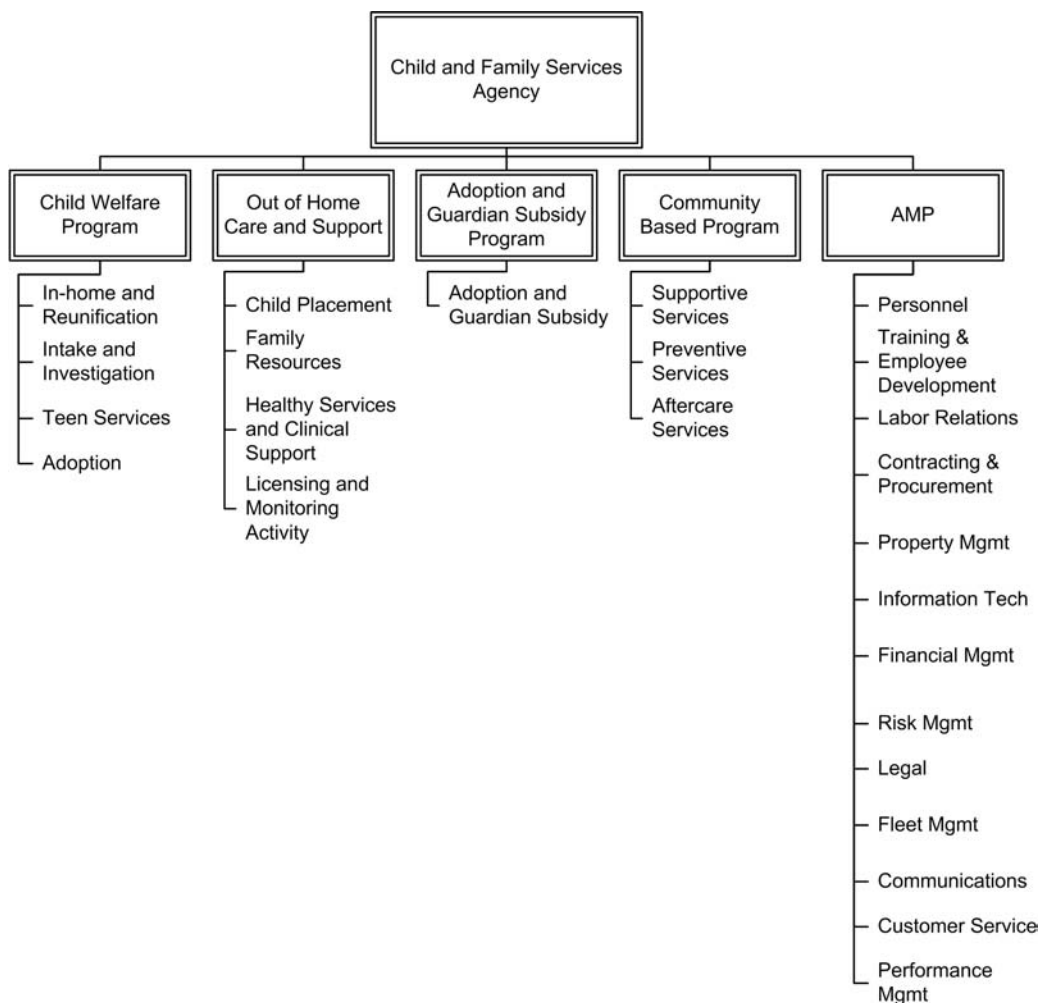 Child and Family Services
Agency
Child Welfare
Program
In-home and
Reunification
Intake and
Investigation
Teen Services
Adoption
Out of Home
Care and Support
Child Placement
Family
Resources
Healthy Services
and Clinical
Support
Licensing and
Monitoring
Activity
Adoption and
Guardian Subsidy
Program
Adoption and
Guardian Subsidy
Community
Based Program
Supportive
Services
Preventive
Services
Aftercare
Services
AMP
Personnel
Training &
Employee
Development
Labor Relations
Contracting &
Procurement
Property Mgmt
Information Tech
Financial Mgmt
Risk Mgmt
Legal
Fleet Mgmt
Communications
Customer Service
Performance
Mgmt